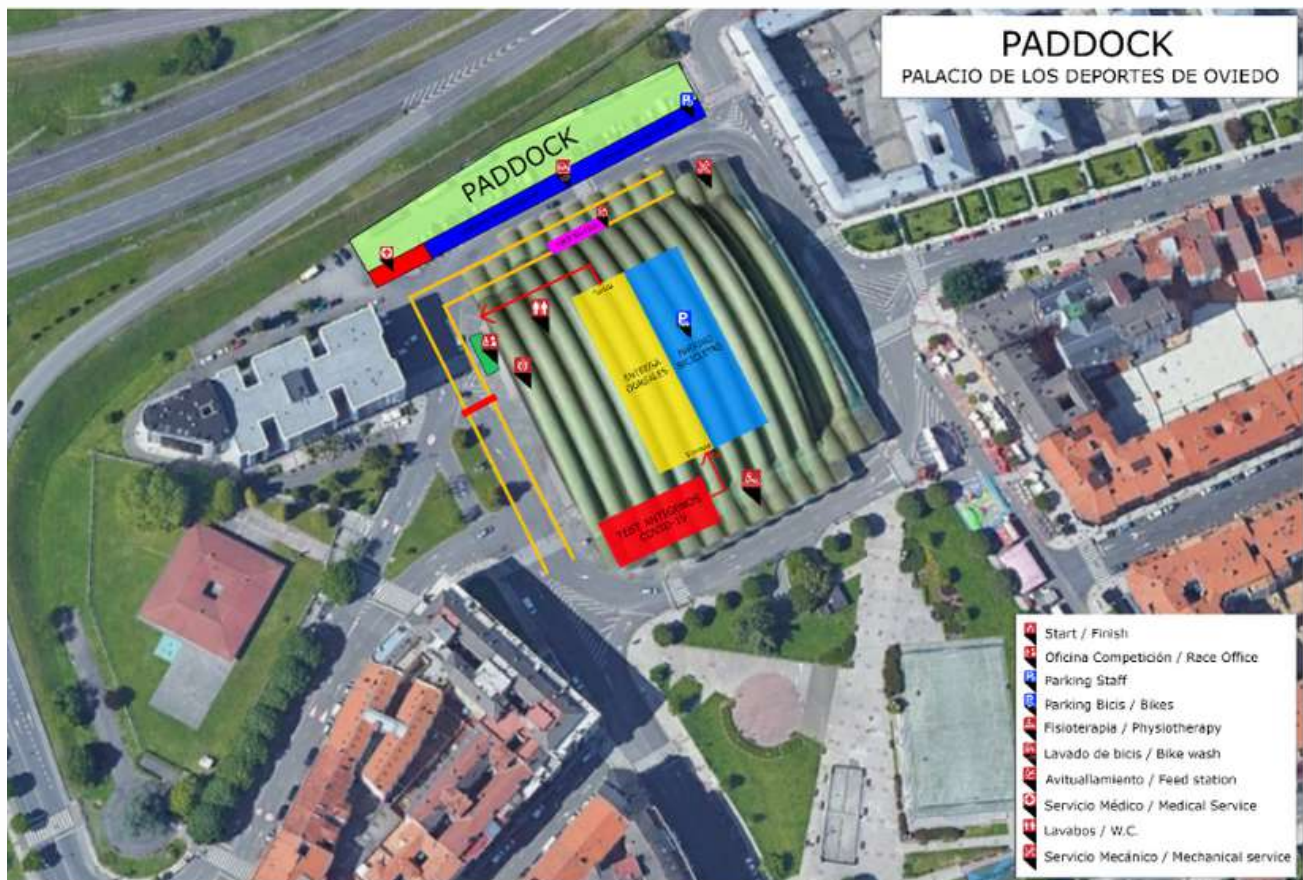 PADDOCK
PALACIO DE LOS DEPORTES DE OVIEDO
PADDOCK
ENTREGA
DORSALES
PARKING
BICICLETAS
TEST ANTÍGENOS
COVID-19
Start / Finish
Oficina Competición / Race Office
Parking Staff
Parking Bicis / Bikes
Fisioterapia / Physiotherapy
Lavado de bicis / Bike wash
Avituallamiento / Feed station
Servicio Médico / Medical Service
Lavabos / W.C.
Servicio Mecánico / Mechanical service